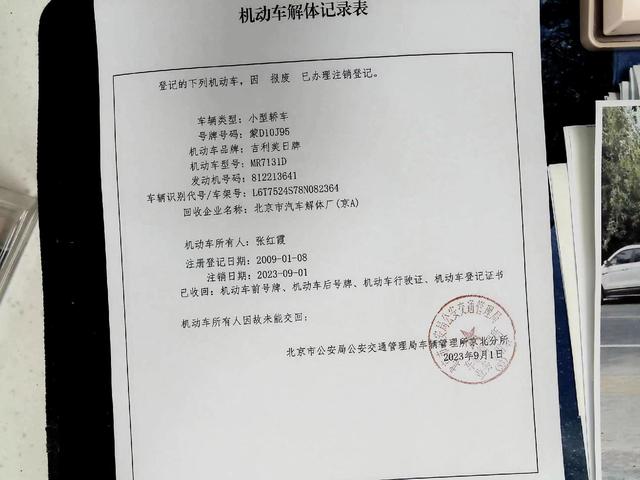 机动车解体记录表
登记的下列机动车，因 报废 已办理注销登记。
车辆类型：小型轿车
号牌号码：蒙D10J95
机动车品牌：吉利美日牌
机动车型号：MR7131D
发动机号码：812213641
车辆识别代号/车架号：L6T7524S78N082364
回收企业名称：北京市汽车解体厂(京A)
机动车所有人：张红霞
注册登记日期：2009-01-08
注销日期：2023-09-01
已收回：机动车前号牌、机动车后号牌、机动车行驶证、机动车登记证书
机动车所有人因故未能交回：
北京市公安局公安交通管理局车辆管理所京北分所
2023年9月1日